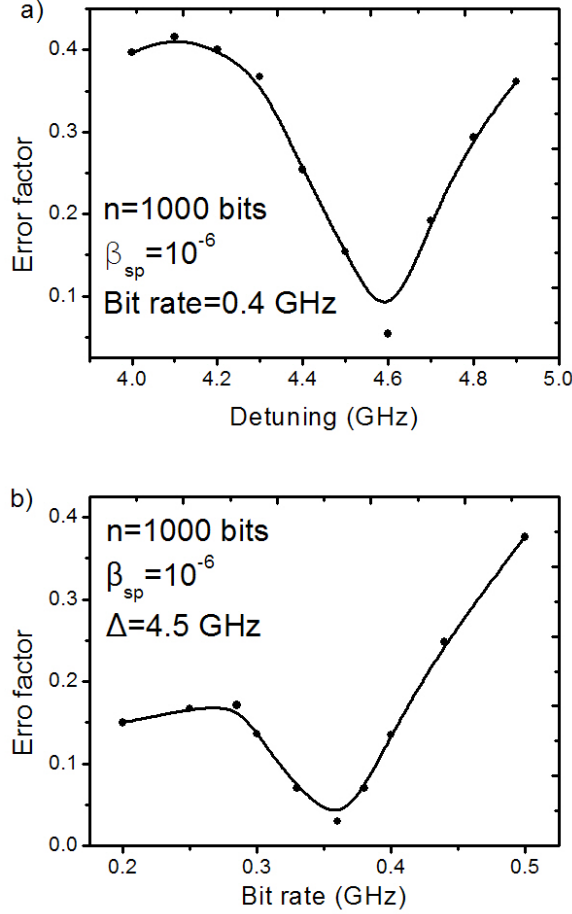 a)
0.4
0.3
0.2
0.1
Error factor
n=1000 bits
βsp=10-6
Bit rate=0.4 GHz
4.0 4.2 4.4 4.6 4.8 5.0
Detuning (GHz)
b)
0.4
0.3
0.2
0.1
0.0
Erro factor
n=1000 bits
βsp=10-6
Δ=4.5 GHz
0.2 0.3 0.4 0.5
Bit rate (GHz)